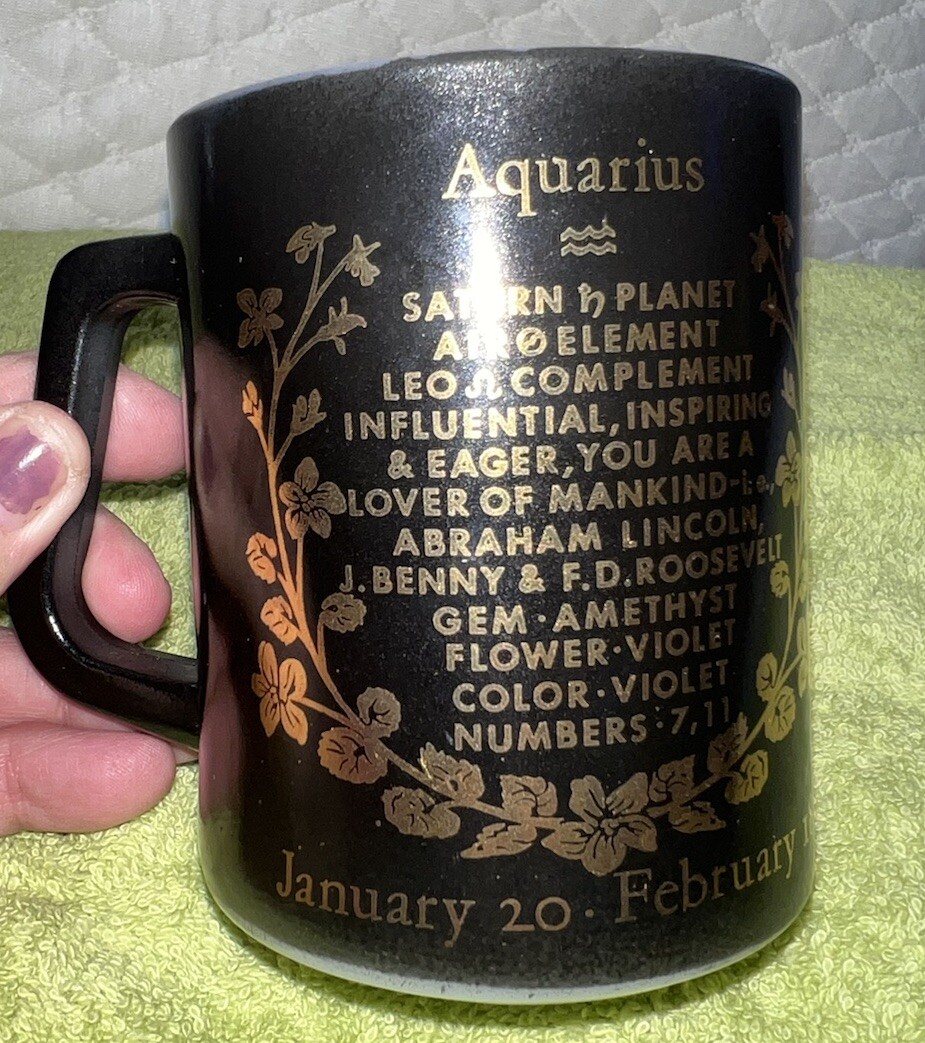 Aquarius
♒
SATURN ♄ PLANET
AIR ELEMENT
LEO ♌ COMPLEMENT
INFLUENTIAL, INSPIRING
& EAGER, YOU ARE A
LOVER OF MANKIND-i.e.,
ABRAHAM LINCOLN,
J. BENNY & F.D. ROOSEVELT
GEM · AMETHYST
FLOWER · VIOLET
COLOR · VIOLET
NUMBERS : 7, 11
January 20 · February